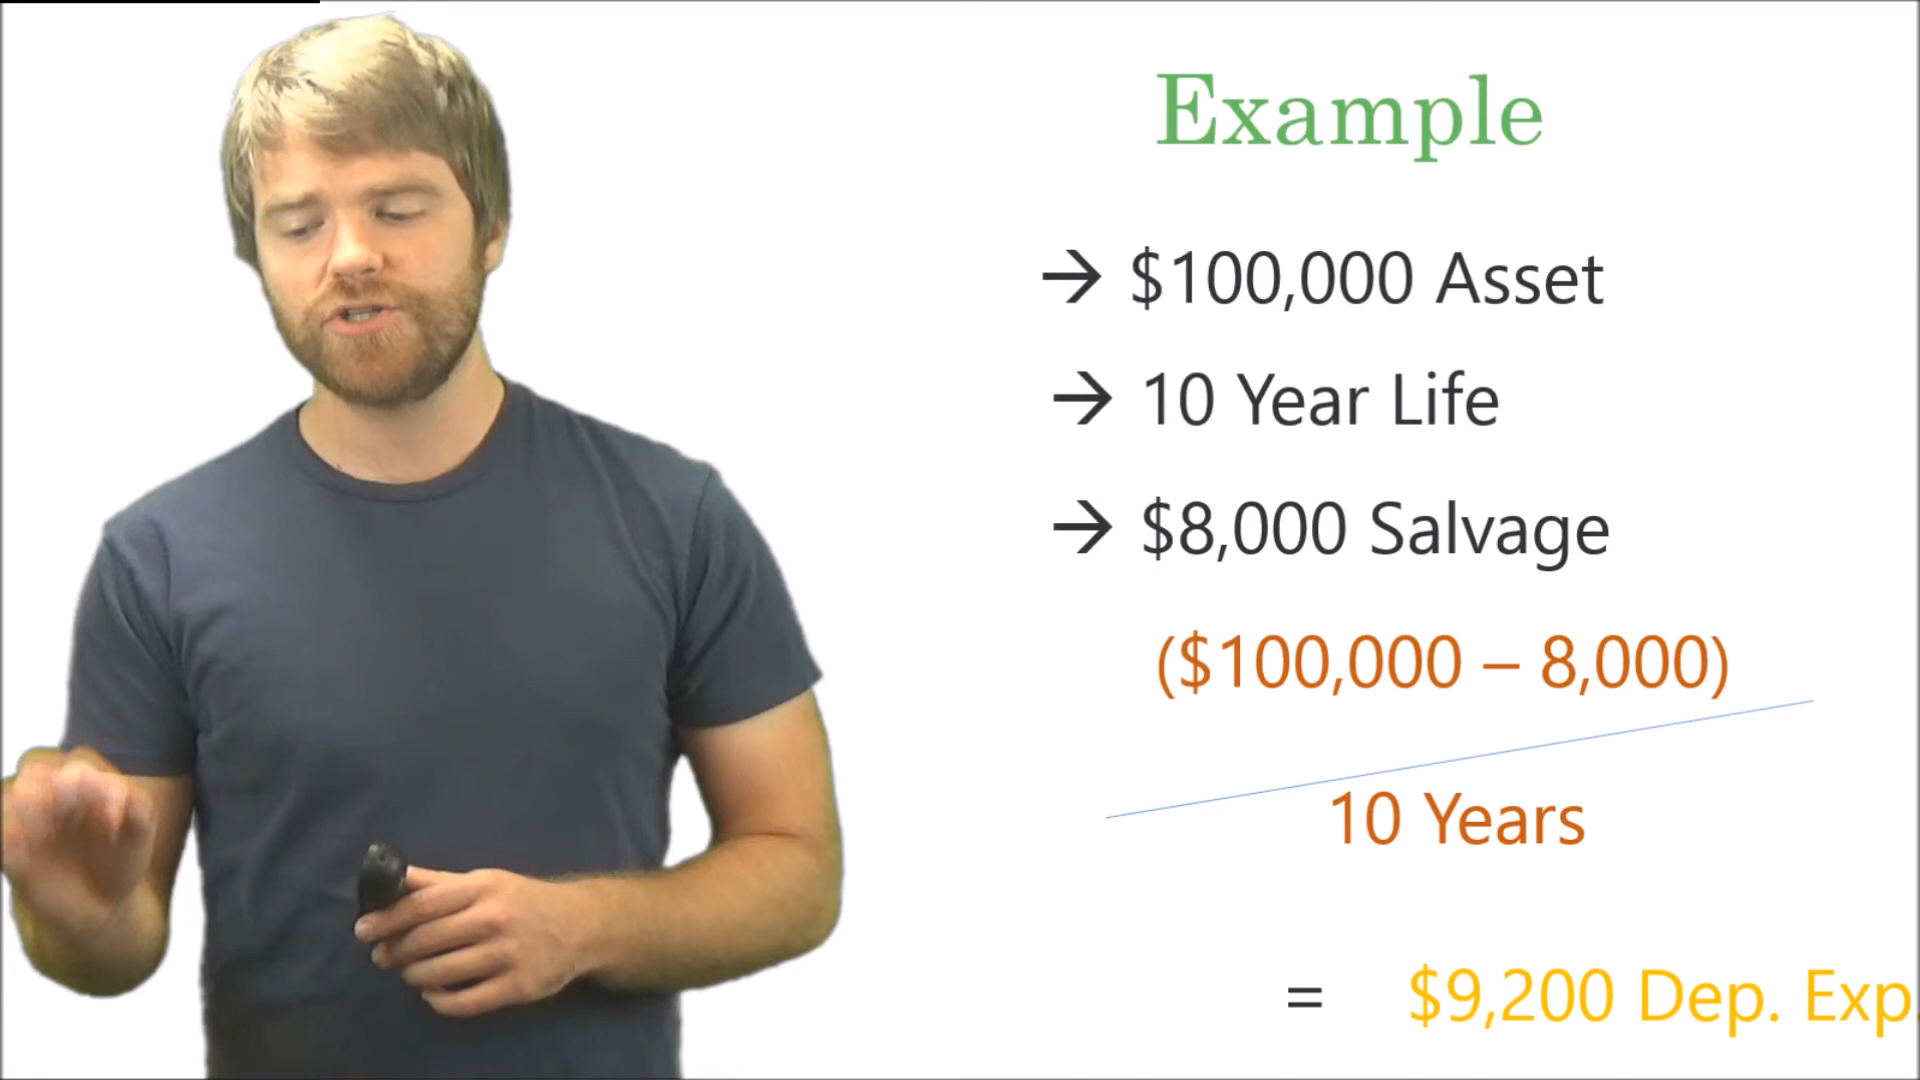 Example
→ $100,000 Asset
→ 10 Year Life
→ $8,000 Salvage
($100,000 – 8,000)
10 Years
= $9,200 Dep. Exp.